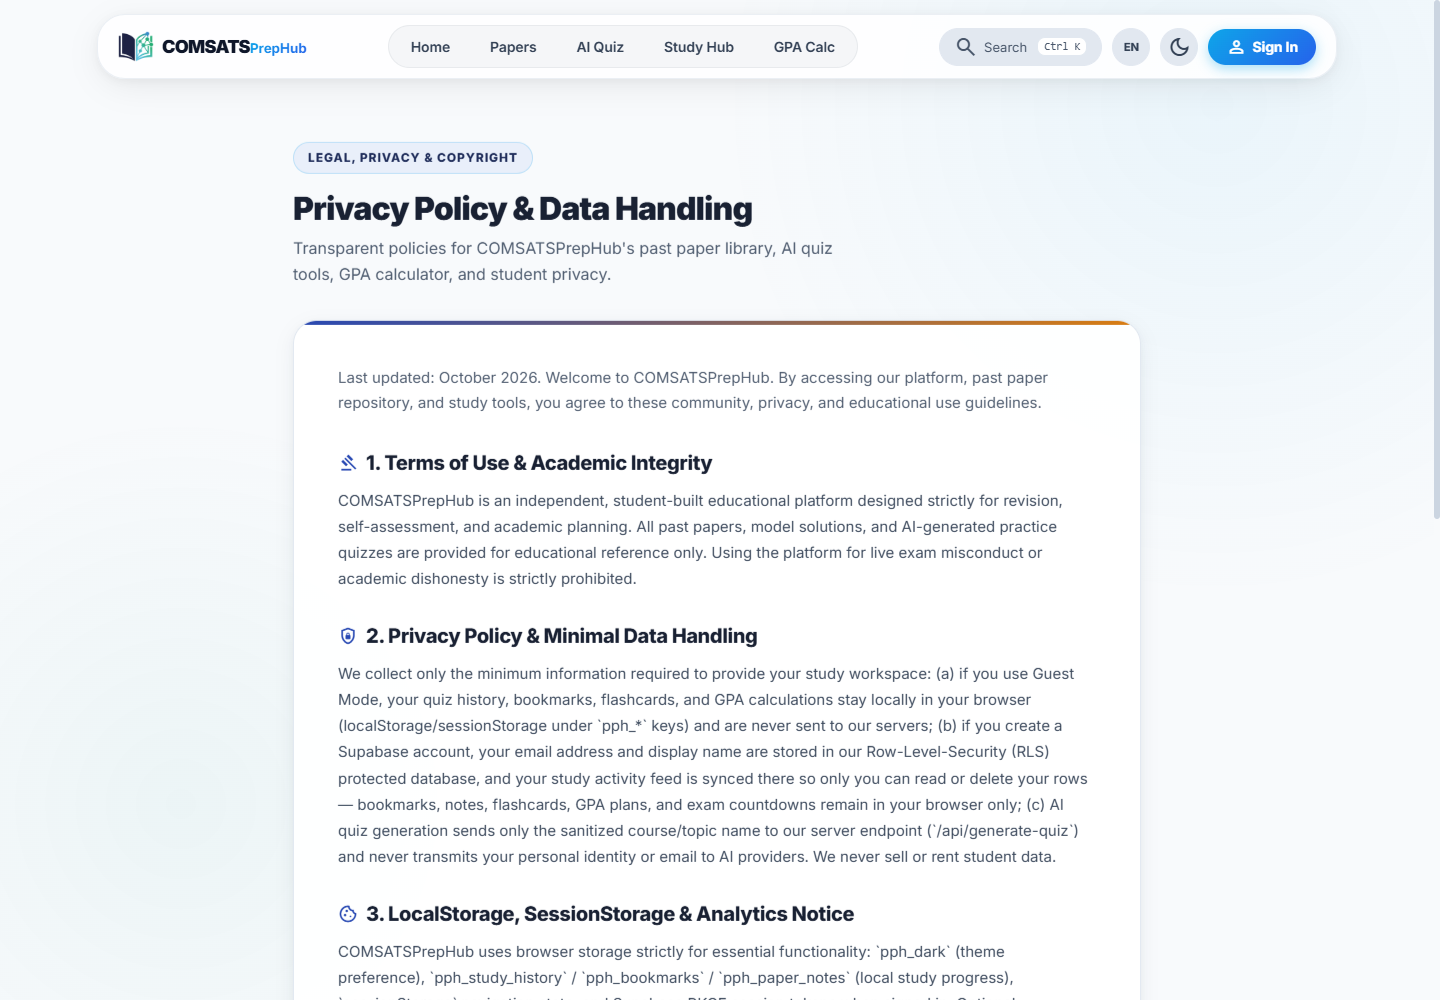 COMSATSPrepHub
Home
Papers
AI Quiz
Study Hub
GPA Calc
Search
Ctrl K
EN
Sign In
LEGAL, PRIVACY & COPYRIGHT
Privacy Policy & Data Handling
Transparent policies for COMSATSPrepHub's past paper library, AI quiz
tools, GPA calculator, and student privacy.
Last updated: October 2026. Welcome to COMSATSPrepHub. By accessing our platform, past paper
repository, and study tools, you agree to these community, privacy, and educational use guidelines.
1. Terms of Use & Academic Integrity
COMSATSPrepHub is an independent, student-built educational platform designed strictly for revision,
self-assessment, and academic planning. All past papers, model solutions, and AI-generated practice
quizzes are provided for educational reference only. Using the platform for live exam misconduct or
academic dishonesty is strictly prohibited.
2. Privacy Policy & Minimal Data Handling
We collect only the minimum information required to provide your study workspace: (a) if you use Guest
Mode, your quiz history, bookmarks, flashcards, and GPA calculations stay locally in your browser
(localStorage/sessionStorage under `pph_*` keys) and are never sent to our servers; (b) if you create a
Supabase account, your email address and display name are stored in our Row-Level-Security (RLS)
protected database, and your study activity feed is synced there so only you can read or delete your rows
— bookmarks, notes, flashcards, GPA plans, and exam countdowns remain in your browser only; (c) AI
quiz generation sends only the sanitized course/topic name to our server endpoint (`/api/generate-quiz`)
and never transmits your personal identity or email to AI providers. We never sell or rent student data.
3. LocalStorage, SessionStorage & Analytics Notice
COMSATSPrepHub uses browser storage strictly for essential functionality: `pph_dark` (theme
preference), `pph_study_history` / `pph_bookmarks` / `pph_paper_notes` (local study progress),